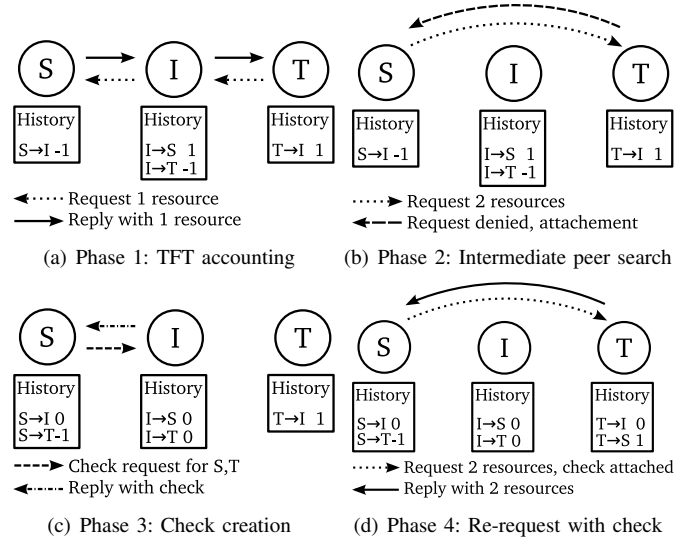 S I T
History History History
S→I -1 I→S 1 T→I 1
I→T -1
Request 1 resource
Reply with 1 resource
(a) Phase 1: TFT accounting
S I T
History History History
S→I -1 I→S 1 T→I 1
I→T -1
Request 2 resources
Request denied, attachement
(b) Phase 2: Intermediate peer search
S I T
History History History
S→I 0 I→S 0 T→I 1
S→T-1 I→T 0
Check request for S,T
Reply with check
(c) Phase 3: Check creation
S I T
History History History
S→I 0 I→S 0 T→I 0
S→T-1 I→T 0 T→S 1
Request 2 resources, check attached
Reply with 2 resources
(d) Phase 4: Re-request with check